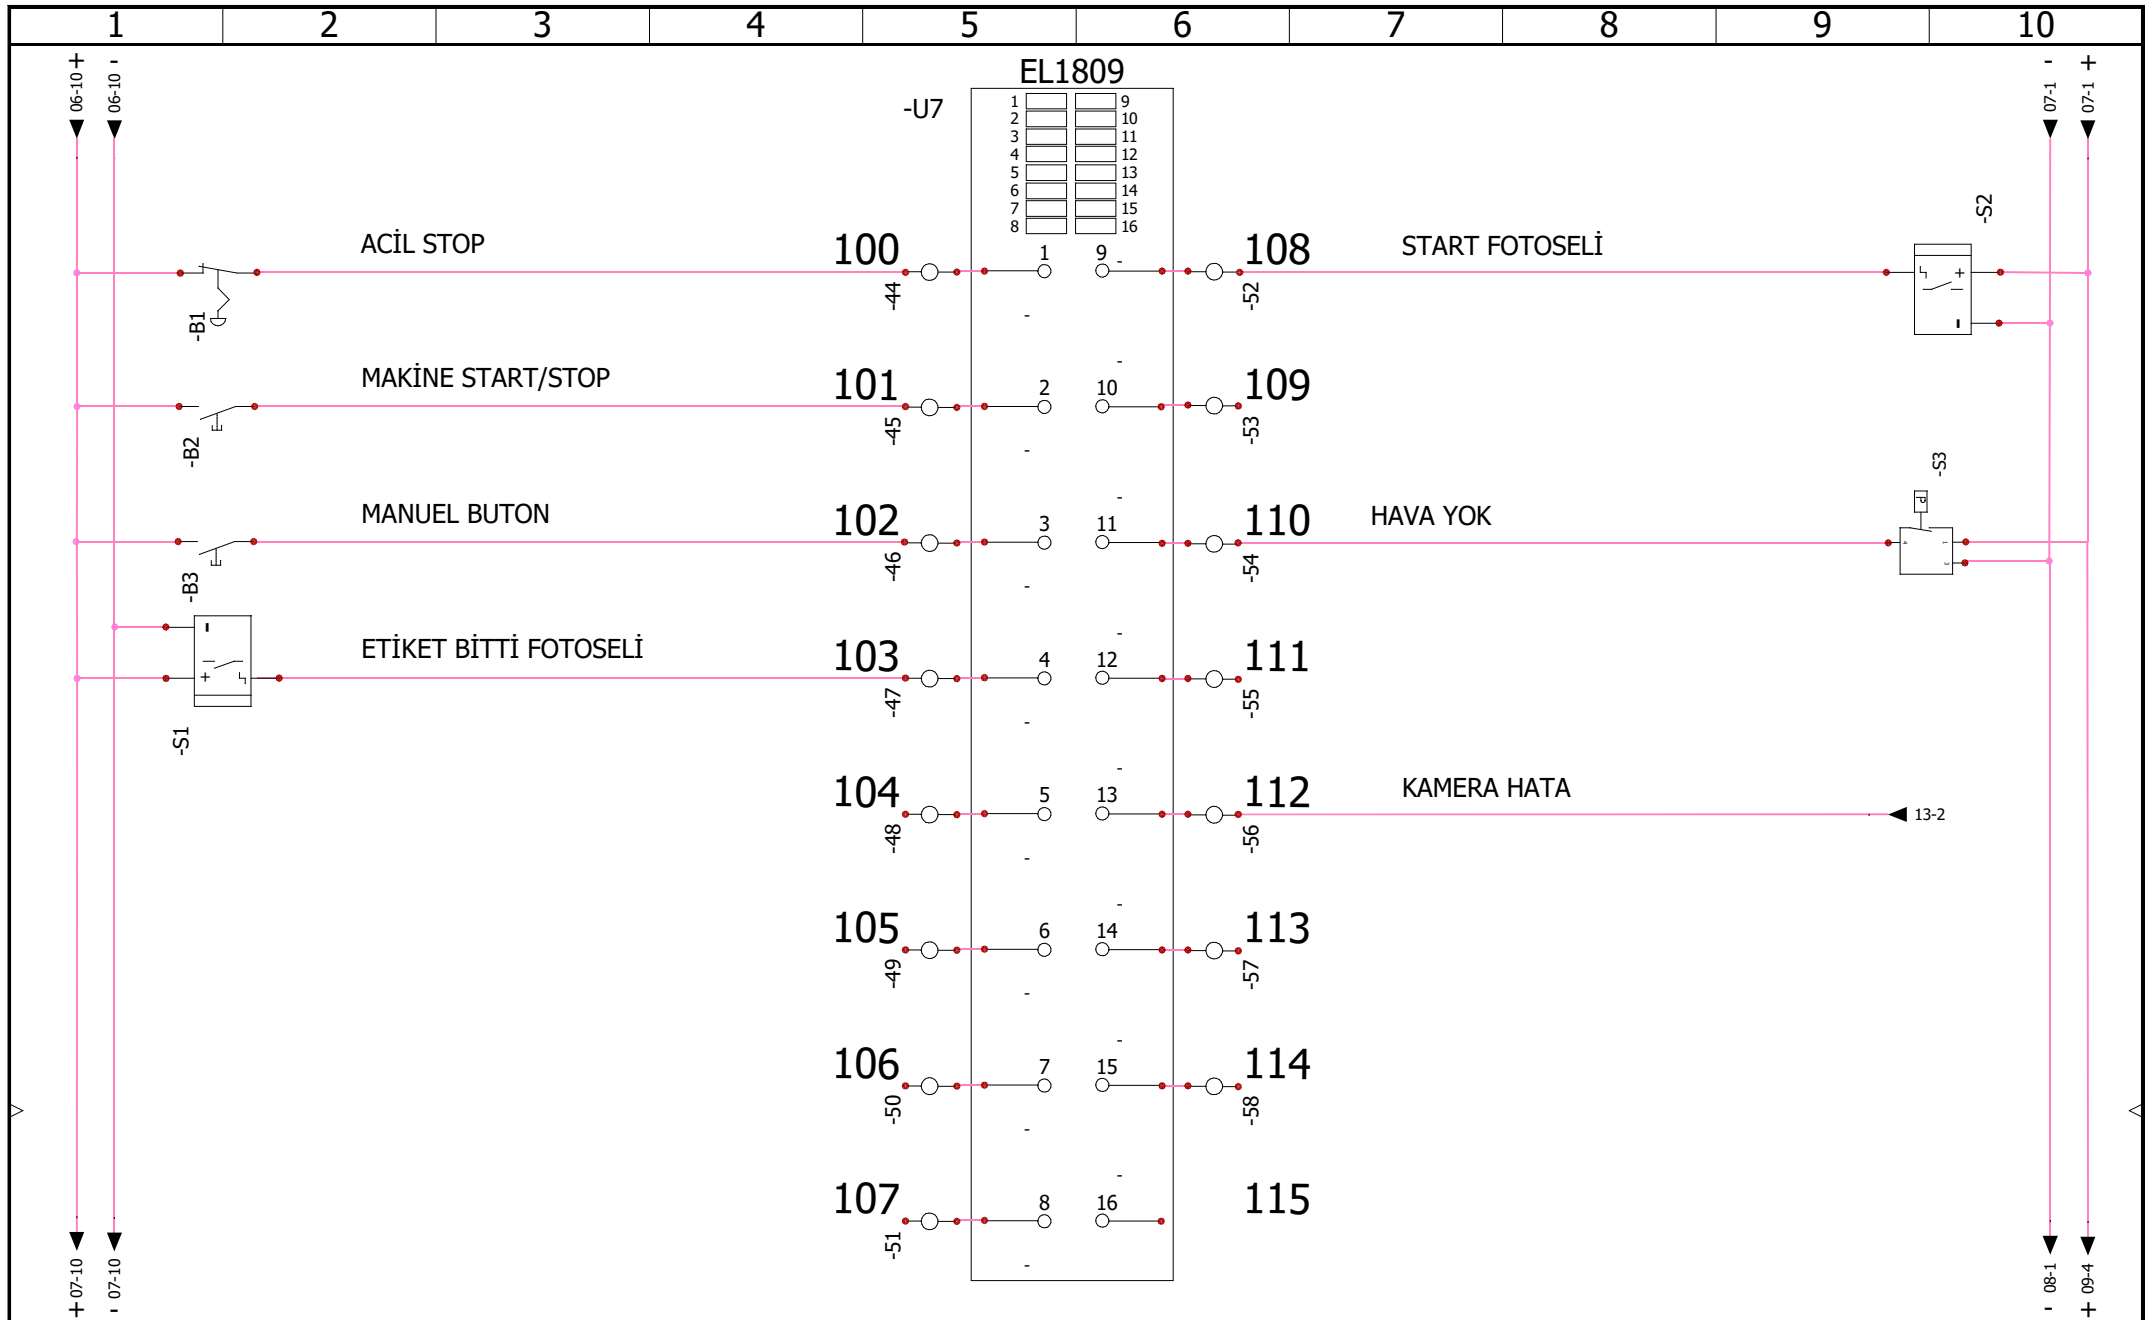 1 2 3 4 5 6 7 8 9 10
+ - - +
06-10 06-10 07-1 07-1
EL1809
-U7
1 9
2 10
3 11
4 12
5 13
6 14
7 15
8 16
-S2
ACİL STOP 100 1 9 - 108 START FOTOSELİ
-44 -52 + -
-B1
-
-
MAKİNE START/STOP 101 2 10 109
-45 -53
-B2
-
-S3
P
-
MANUEL BUTON 102 3 11 110 HAVA YOK
4 1 3
-46 -54
-B3
-
-
-
ETİKET BİTTİ FOTOSELİ 103 4 12 111
+
-47 -55
-S1
-
-
104 5 13 112 KAMERA HATA
13-2
-48 -56
-
-
105 6 14 113
-49 -57
-
-
106 7 15 114
-50 -58
-
-
107 8 16 115
-51
-
07-10 07-10 08-1 09-4
+ - - +